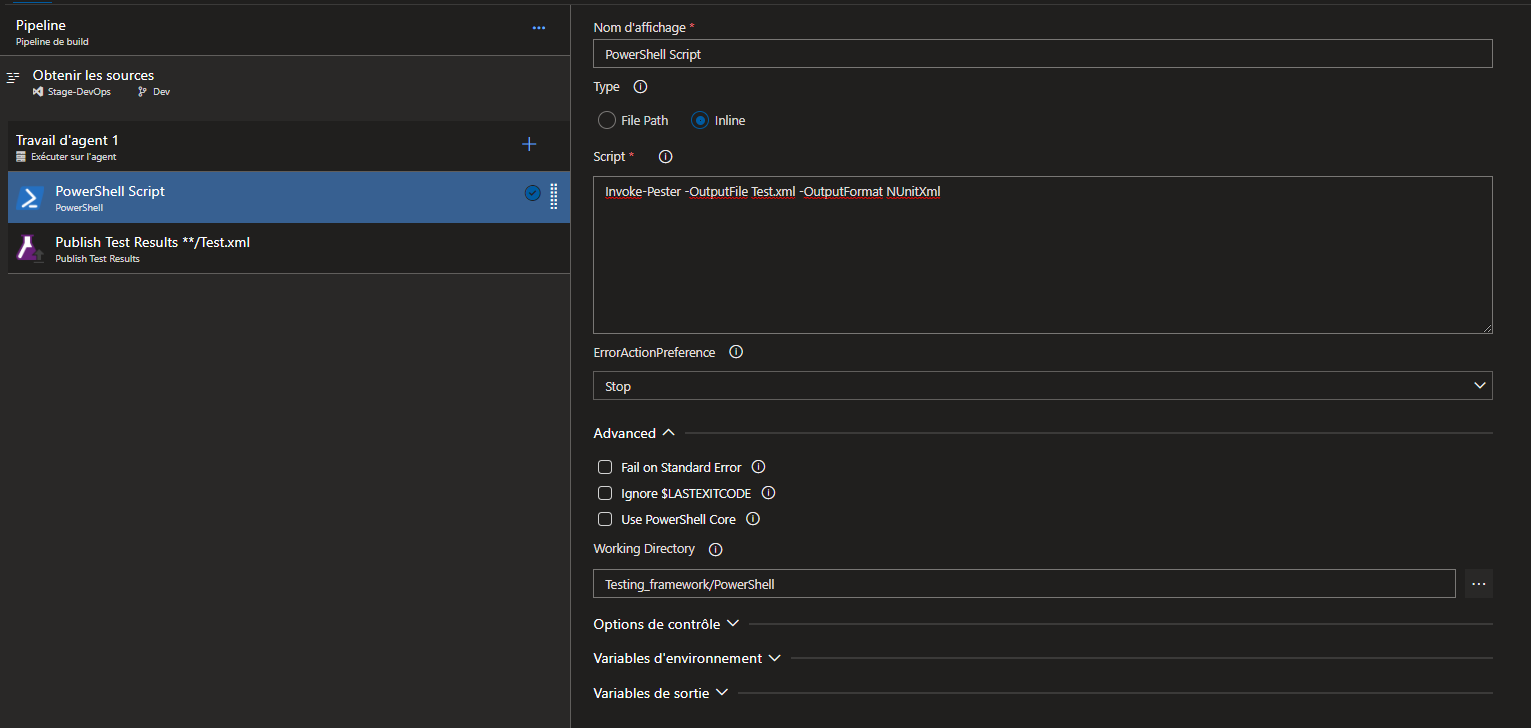 Pipeline
Pipeline de build
Obtenir les sources
Stage-DevOps Dev
Travail d'agent 1
Exécuter sur l'agent
PowerShell Script
PowerShell
Publish Test Results **/Test.xml
Publish Test Results
Nom d'affichage *
PowerShell Script
Type
File Path Inline
Script *
Invoke-Pester -OutputFile Test.xml -OutputFormat NUnitXml
ErrorActionPreference
Stop
Advanced
Fail on Standard Error
Ignore $LASTEXITCODE
Use PowerShell Core
Working Directory
Testing_framework/PowerShell
Options de contrôle
Variables d'environnement
Variables de sortie